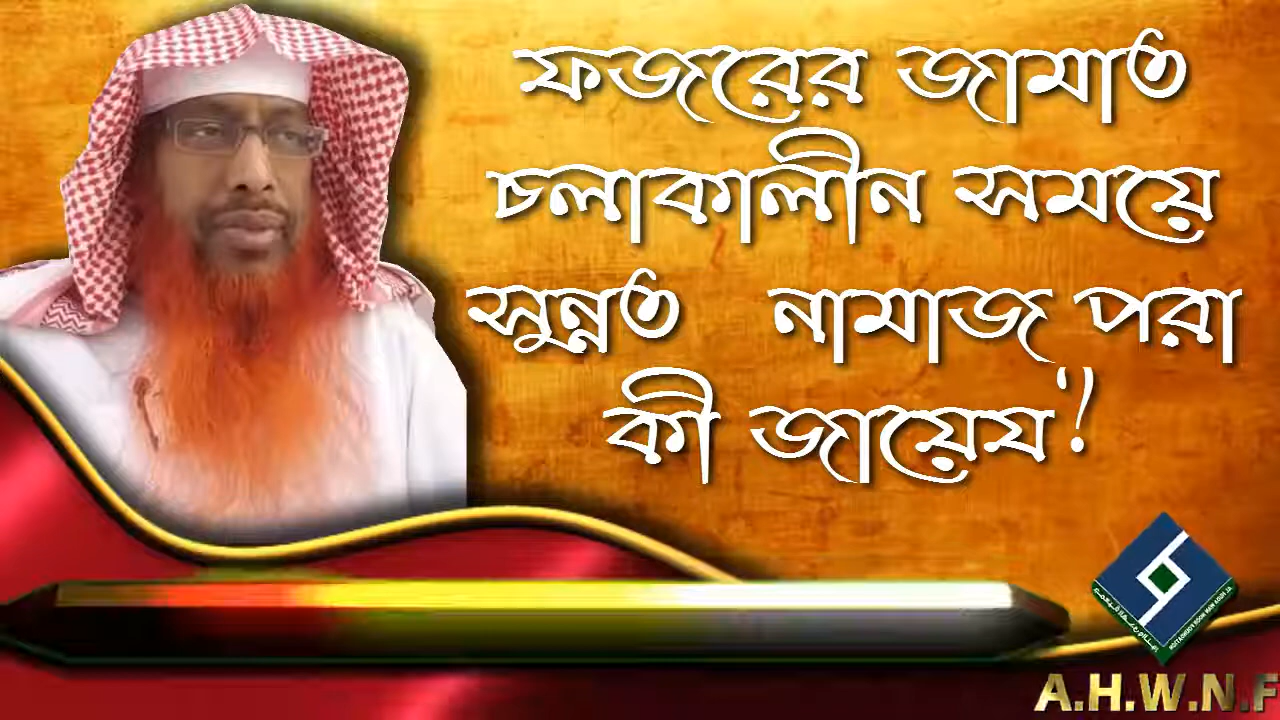 ফজরের জামাত
চলাকালীন সময়ে
সুন্নত নামাজ পরা
কী জায়েয?
A.H.W.N.F